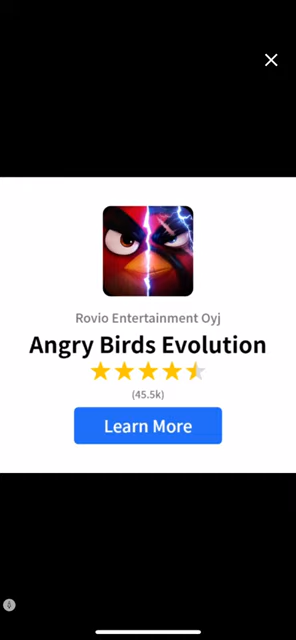 Rovio Entertainment Oyj
Angry Birds Evolution
(45.5k)
Learn More